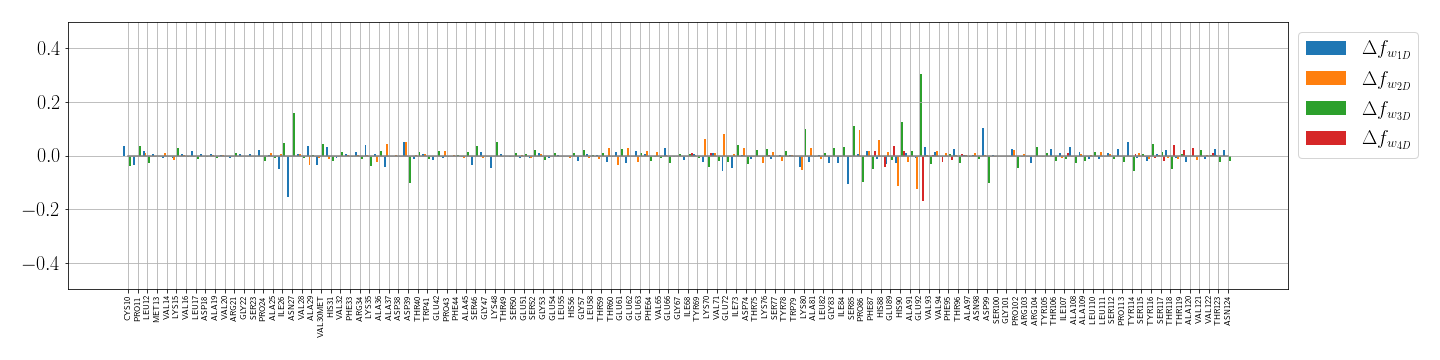 0.4
0.2
0.0
−0.2
−0.4
CYS10 PRO11 LEU12 MET13 VAL14 LYS15 VAL16 LEU17 ASP18 ALA19 VAL20 ARG21 GLY22 SER23 PRO24 ALA25 ILE26 ASN27 VAL28 ALA29 VAL30MET HIS31 VAL32 PHE33 ARG34 LYS35 ALA36 ALA37 ASP38 ASP39 THR40 TRP41 GLU42 PRO43 PHE44 ALA45 SER46 GLY47 LYS48 THR49 SER50 GLU51 SER52 GLY53 GLU54 LEU55 HIS56 GLY57 LEU58 THR59 THR60 GLU61 GLU62 GLU63 PHE64 VAL65 GLU66 GLY67 ILE68 TYR69 LYS70 VAL71 GLU72 ILE73 ASP74 THR75 LYS76 SER77 TYR78 TRP79 LYS80 ALA81 LEU82 GLY83 ILE84 SER85 PRO86 PHE87 HIS88 GLU89 HIS90 ALA91 GLU92 VAL93 VAL94 PHE95 THR96 ALA97 ASN98 ASP99 SER100 GLY101 PRO102 ARG103 ARG104 TYR105 THR106 ILE107 ALA108 ALA109 LEU110 LEU111 SER112 PRO113 TYR114 SER115 TYR116 SER117 THR118 THR119 ALA120 VAL121 VAL122 THR123 ASN124
Δf_{w_{1D}}
Δf_{w_{2D}}
Δf_{w_{3D}}
Δf_{w_{4D}}